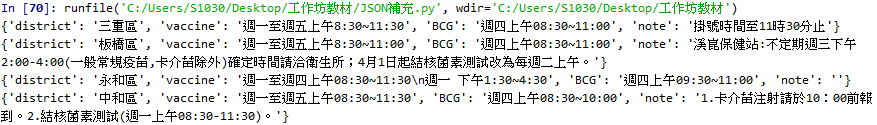 In [70]: runfile('C:/Users/S1030/Desktop/工作坊教材/JSON補充.py', wdir='C:/Users/S1030/Desktop/工作坊教材')
{'district': '三重區', 'vaccine': '週一至週五上午8:30~11:30', 'BCG': '週四上午08:30~11:00', 'note': '掛號時間至11時30分止'}
{'district': '板橋區', 'vaccine': '週一至週五上午8:30~11:00', 'BCG': '週四上午08:30~11:00', 'note': '溪崑保健站:不定期週三下午
2:00-4:00(一般常規疫苗,卡介苗除外)確定時間請洽衛生所；4月1日起結核菌素測試改為每週二上午。'}
{'district': '永和區', 'vaccine': '週一至週四上午08:30~11:30\n週一 下午1:30~4:30', 'BCG': '週四上午09:30~11:00', 'note': ''}
{'district': '中和區', 'vaccine': '週一至週五上午08:30~11:30', 'BCG': '週四上午08:30~10:00', 'note': '1.卡介苗注射請於10：00前報
到。2.結核菌素測試(週一上午08:30-11:30)。'}